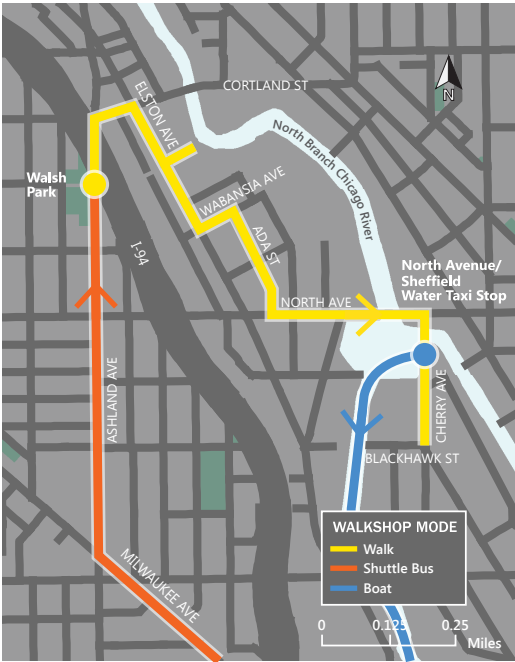 CORTLAND ST
N
ELSTON AVE
North Branch Chicago River
Walsh
Park
WABANSIA AVE
ADA ST
I-94
North Avenue/
Sheffield
Water Taxi Stop
NORTH AVE
ASHLAND AVE
CHERRY AVE
BLACKHAWK ST
MILWAUKEE AVE
WALKSHOP MODE
Walk
Shuttle Bus
Boat
0 0.125 0.25
Miles